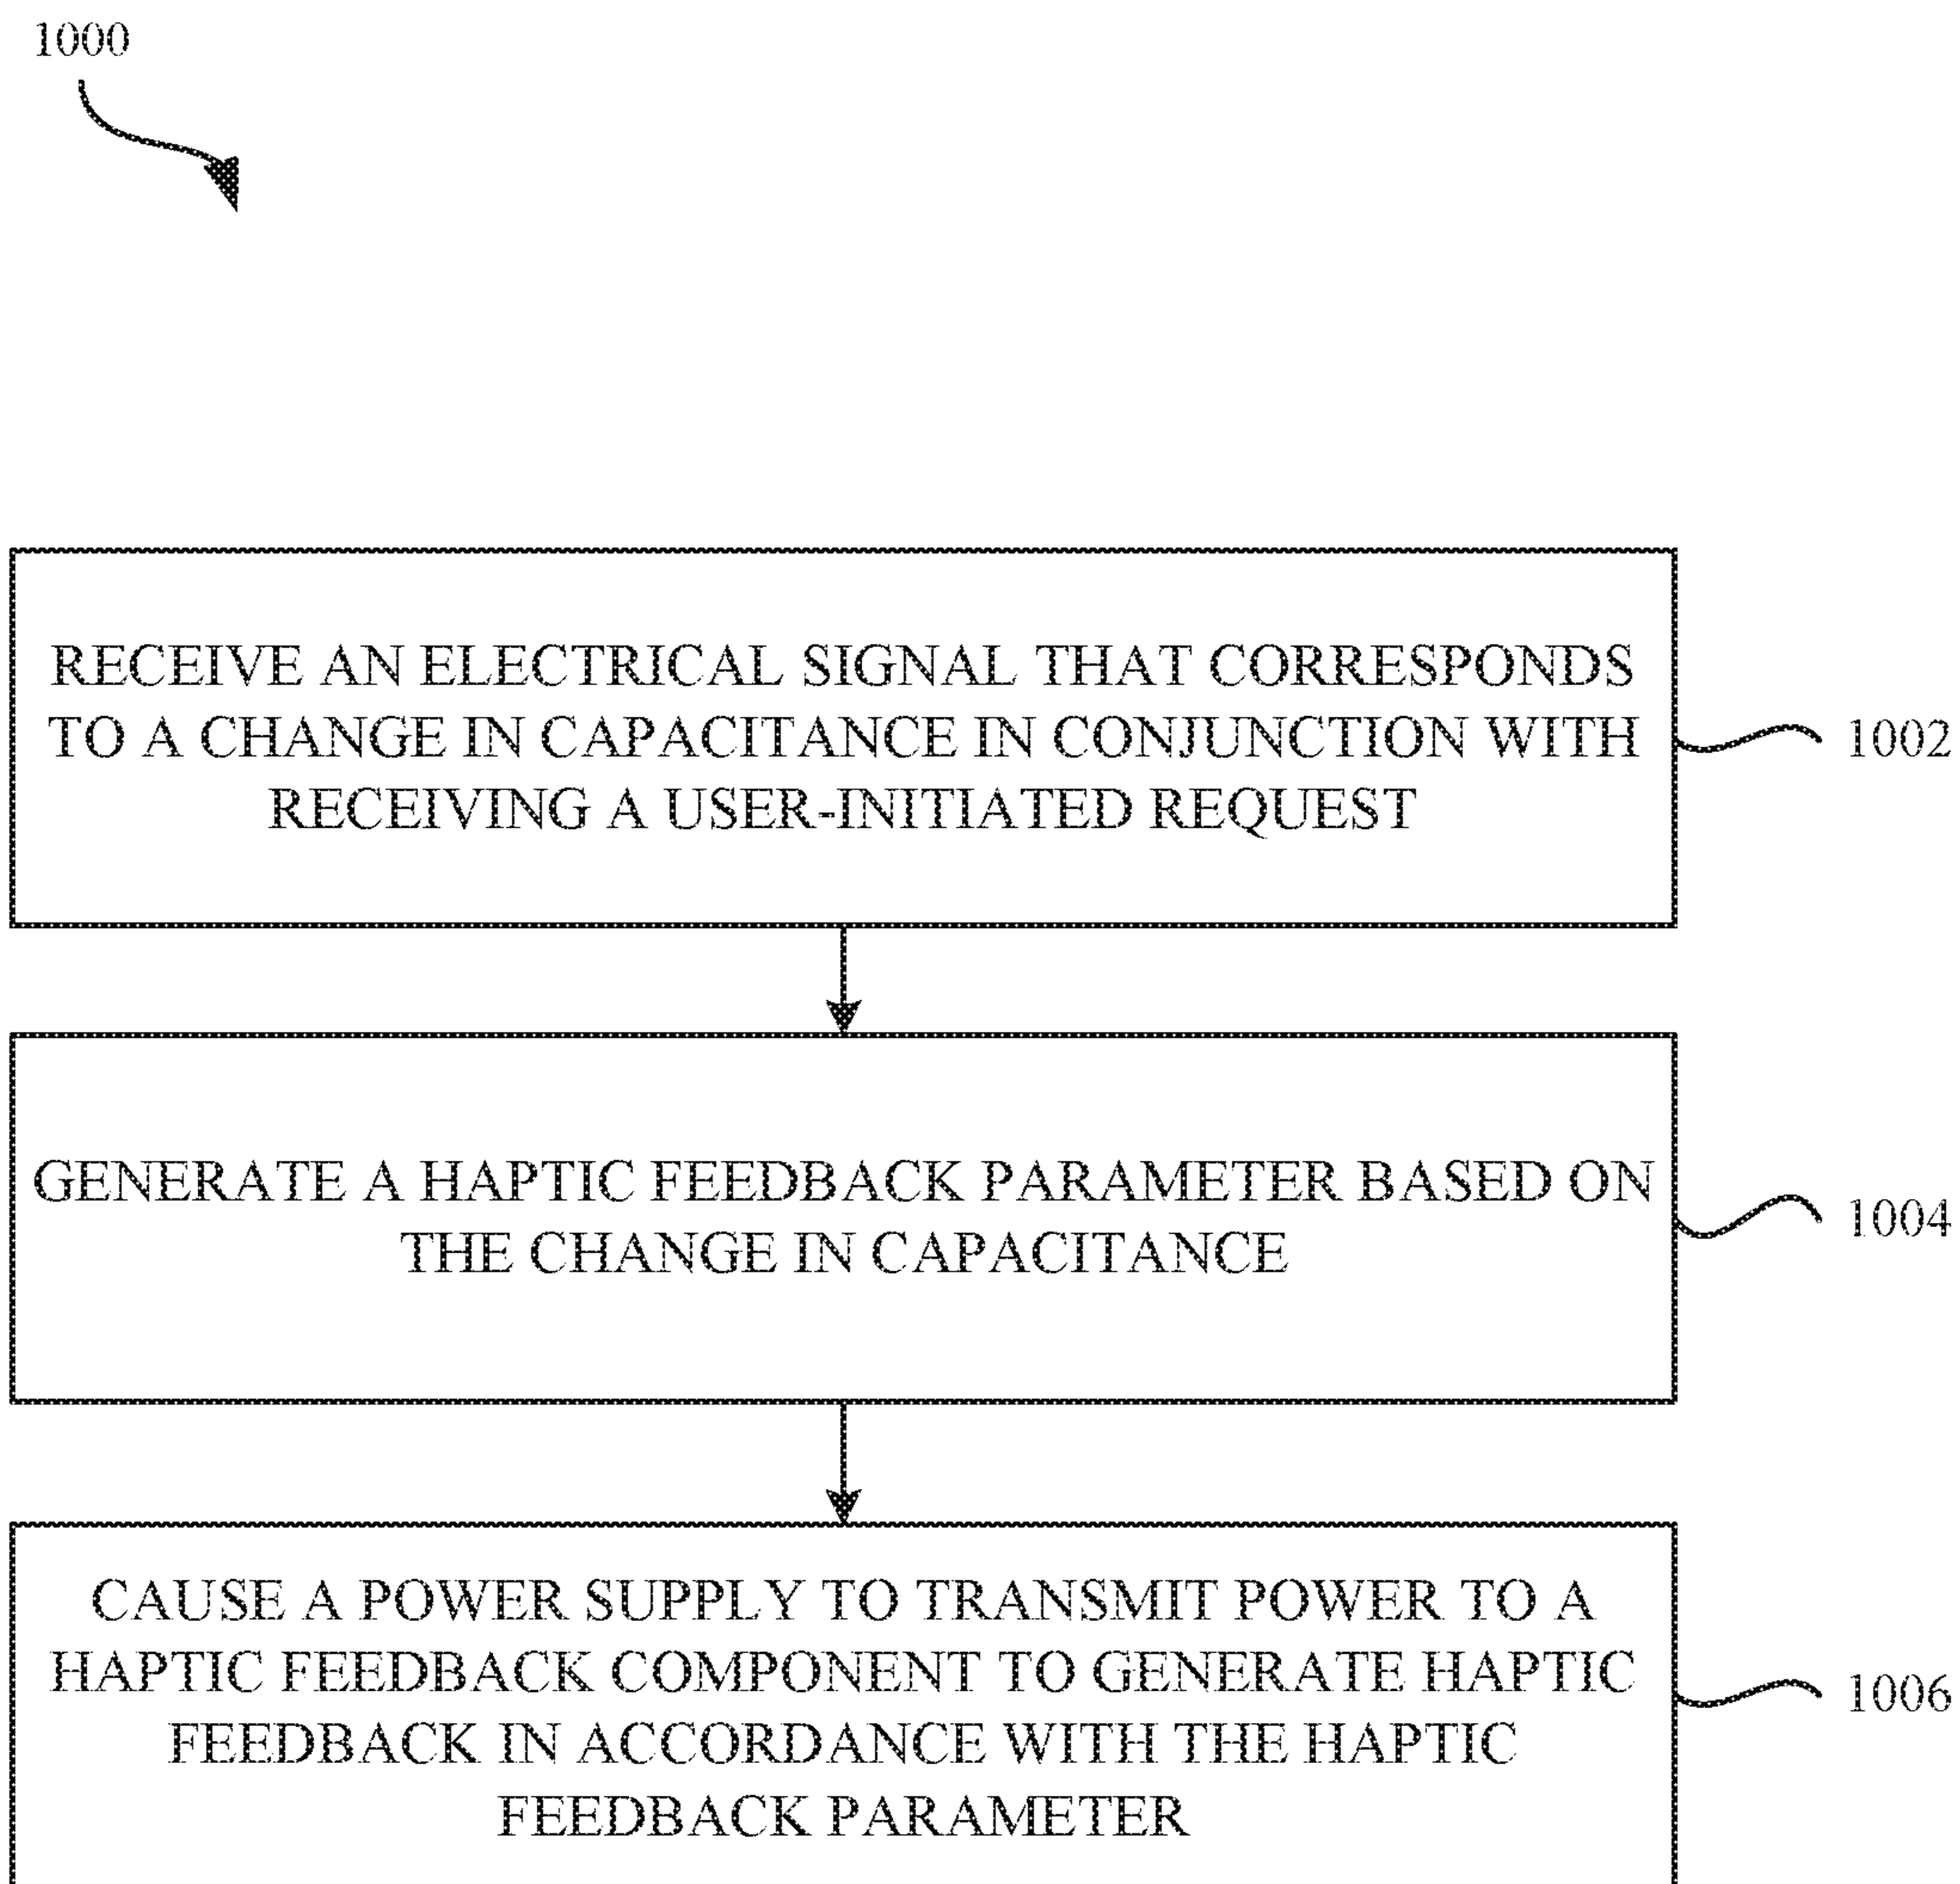 1000
RECEIVE AN ELECTRICAL SIGNAL THAT CORRESPONDS
TO A CHANGE IN CAPACITANCE IN CONJUNCTION WITH
RECEIVING A USER-INITIATED REQUEST
1002
GENERATE A HAPTIC FEEDBACK PARAMETER BASED ON
THE CHANGE IN CAPACITANCE
1004
CAUSE A POWER SUPPLY TO TRANSMIT POWER TO A
HAPTIC FEEDBACK COMPONENT TO GENERATE HAPTIC
FEEDBACK IN ACCORDANCE WITH THE HAPTIC
FEEDBACK PARAMETER
1006